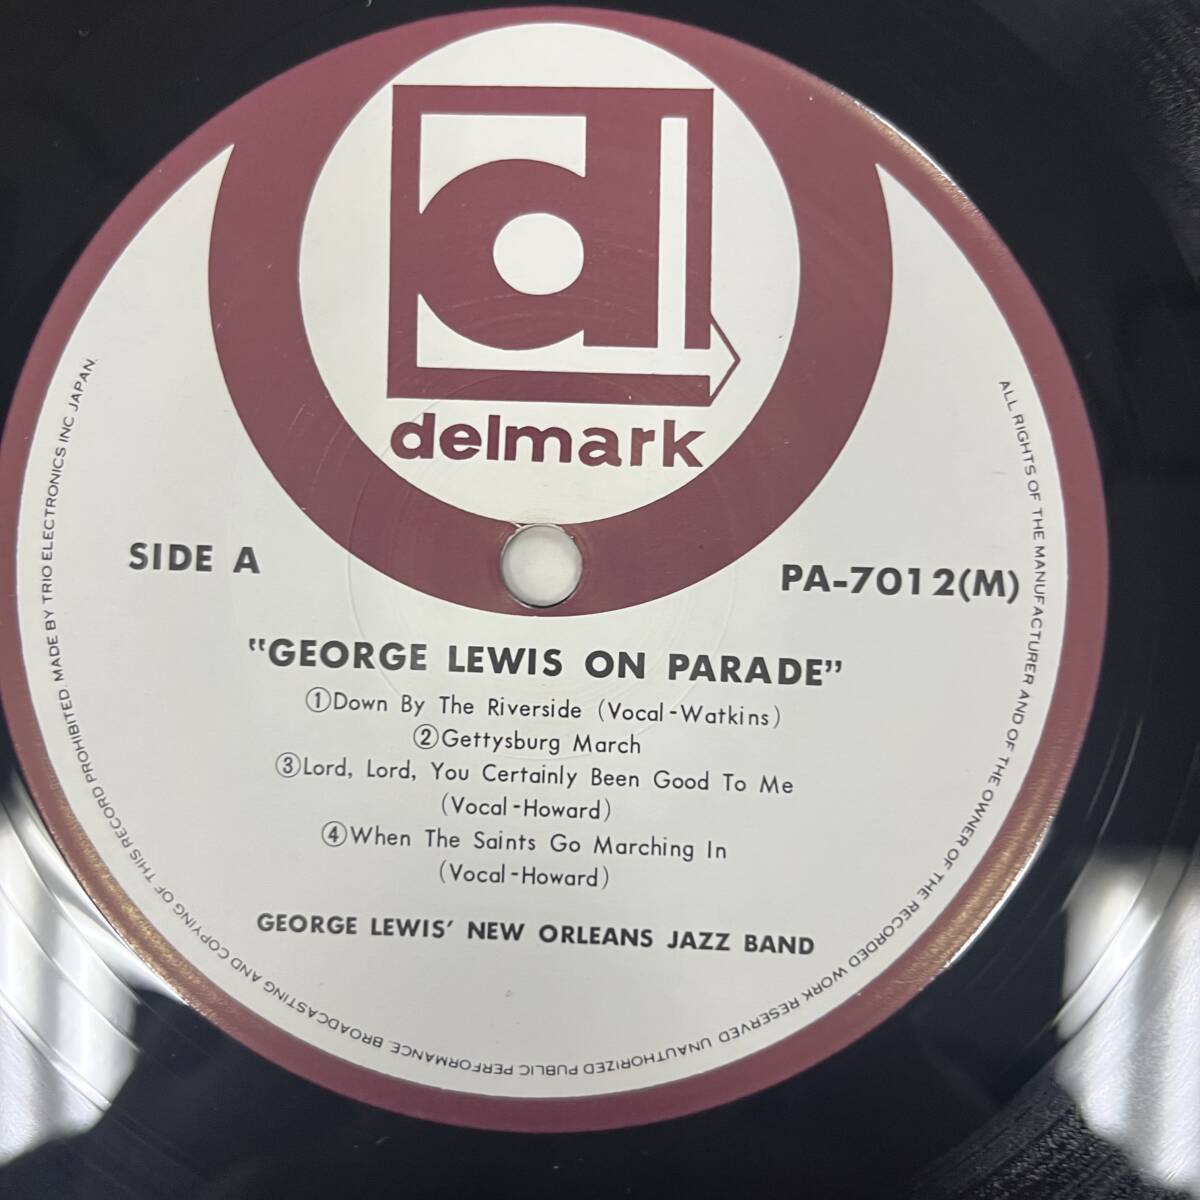 delmark
SIDE A
PA-7012(M)
"GEORGE LEWIS ON PARADE"
①Down By The Riverside (Vocal-Watkins)
②Gettysburg March
③Lord, Lord, You Certainly Been Good To Me
(Vocal-Howard)
④When The Saints Go Marching In
(Vocal-Howard)
GEORGE LEWIS' NEW ORLEANS JAZZ BAND
ALL RIGHTS OF THE MANUFACTURER AND OF THE OWNER OF THE RECORDED WORK RESERVED UNAUTHORIZED PUBLIC PERFORMANCE. BROADCASTING AND COPYING OF THIS RECORD PROHIBITED. MADE BY TRIO ELECTRONICS INC JAPAN.